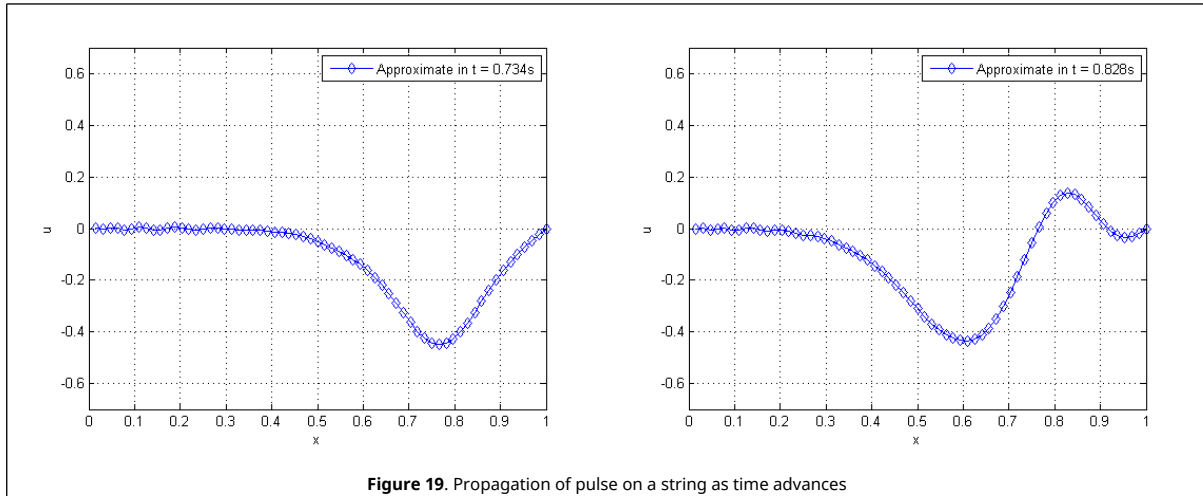 Approximate in t = 0.734s
0.6
0.4
0.2
0
-0.2
-0.4
-0.6
u
0 0.1 0.2 0.3 0.4 0.5 0.6 0.7 0.8 0.9 1
x
Approximate in t = 0.828s
0.6
0.4
0.2
0
-0.2
-0.4
-0.6
u
0 0.1 0.2 0.3 0.4 0.5 0.6 0.7 0.8 0.9 1
x
Figure 19. Propagation of pulse on a string as time advances